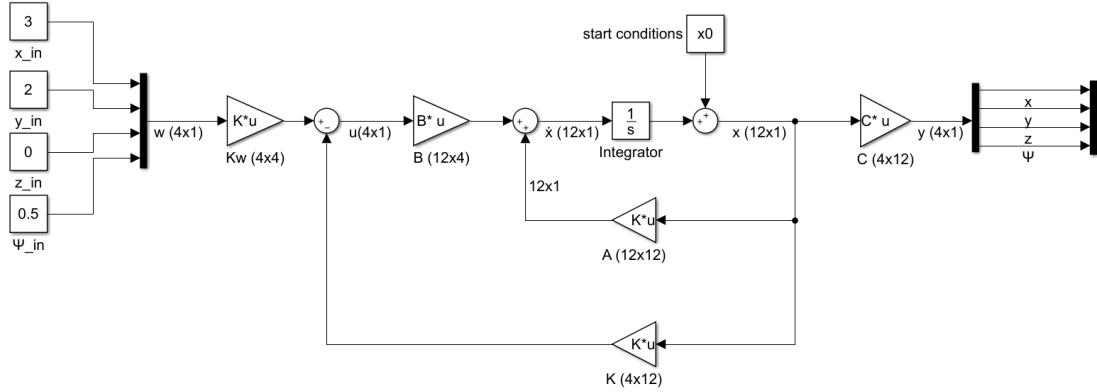 3
x_in
2
y_in
0
z_in
0.5
Ψ_in
w (4x1)
K*u
Kw (4x4)
+
−
u(4x1)
B* u
B (12x4)
+
+
ẋ (12x1)
1
s
Integrator
start conditions
x0
+
+
x (12x1)
C* u
C (4x12)
y (4x1)
x
y
z
Ψ
12x1
K*u
A (12x12)
K*u
K (4x12)